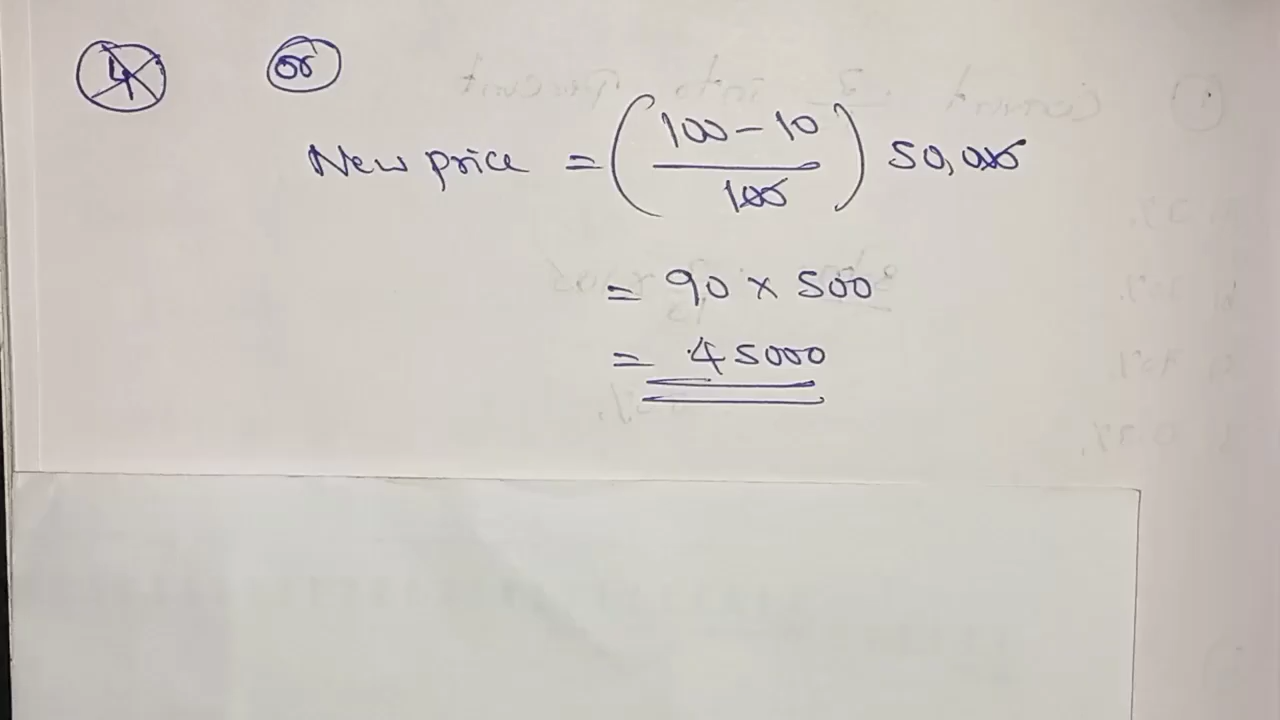 4 or
New price = (100 - 10 / 100) 50,000
= 90 × 500
= 45000